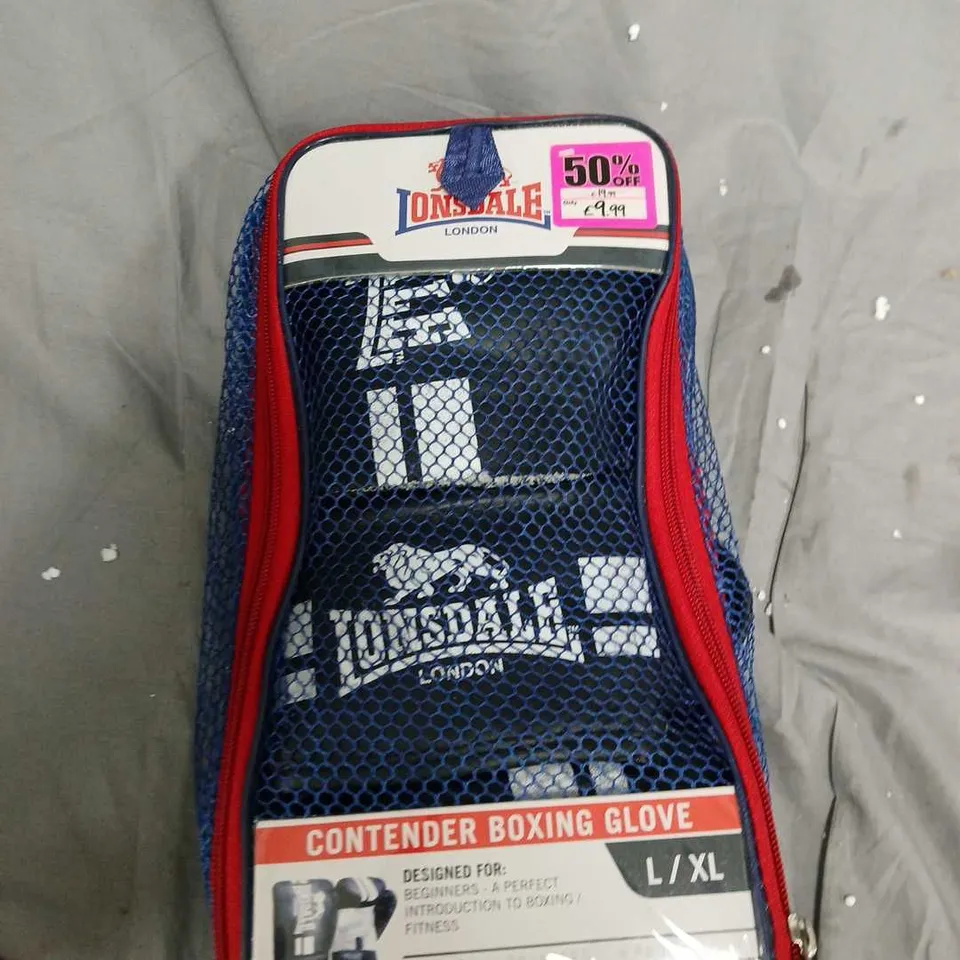 LONSDALE
LONDON
50% OFF
£19.99
Only £9.99
LONSDALE
LONDON
CONTENDER BOXING GLOVE
L / XL
DESIGNED FOR:
BEGINNERS - A PERFECT
INTRODUCTION TO BOXING /
FITNESS